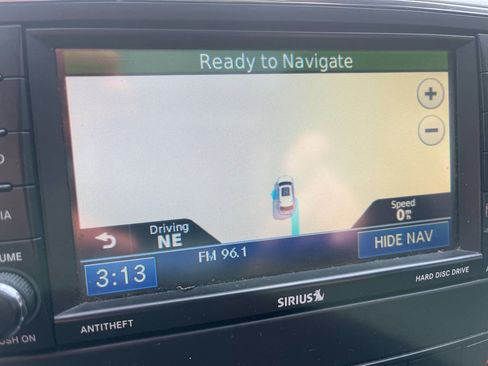 Ready to Navigate
+
−
Driving
NE
Speed
0
FM 96.1
HIDE NAV
3:13
SIRIUS
HARD DISC DRIVE
ANTITHEFT